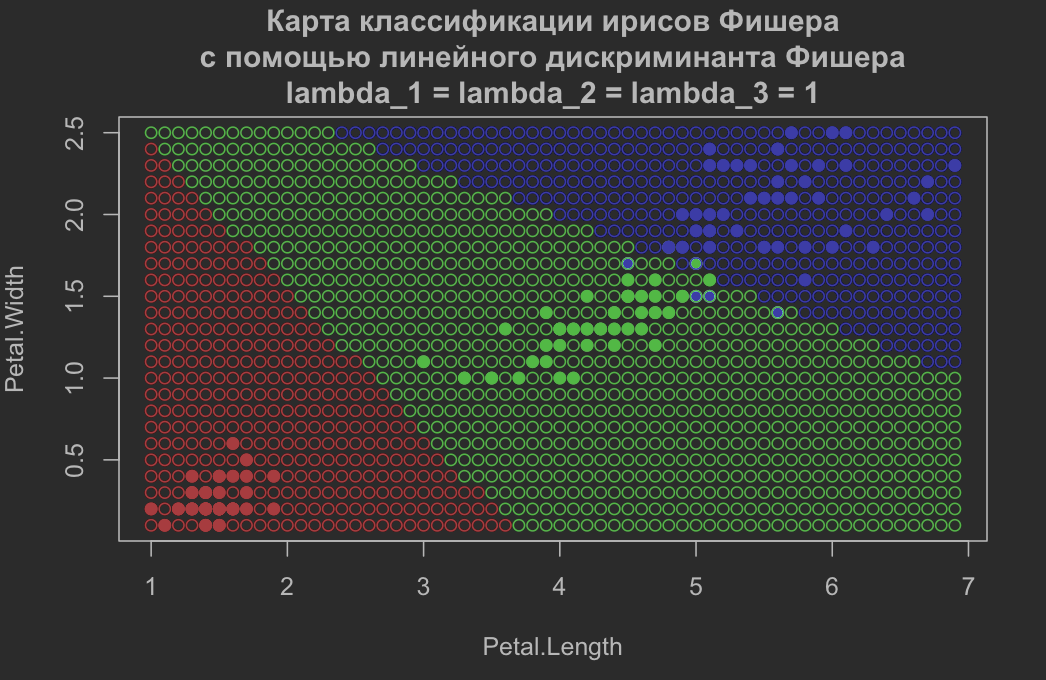 Карта классификации ирисов Фишера
с помощью линейного дискриминанта Фишера
lambda_1 = lambda_2 = lambda_3 = 1
2.5
2.0
1.5
1.0
0.5
Petal.Width
1 2 3 4 5 6 7
Petal.Length